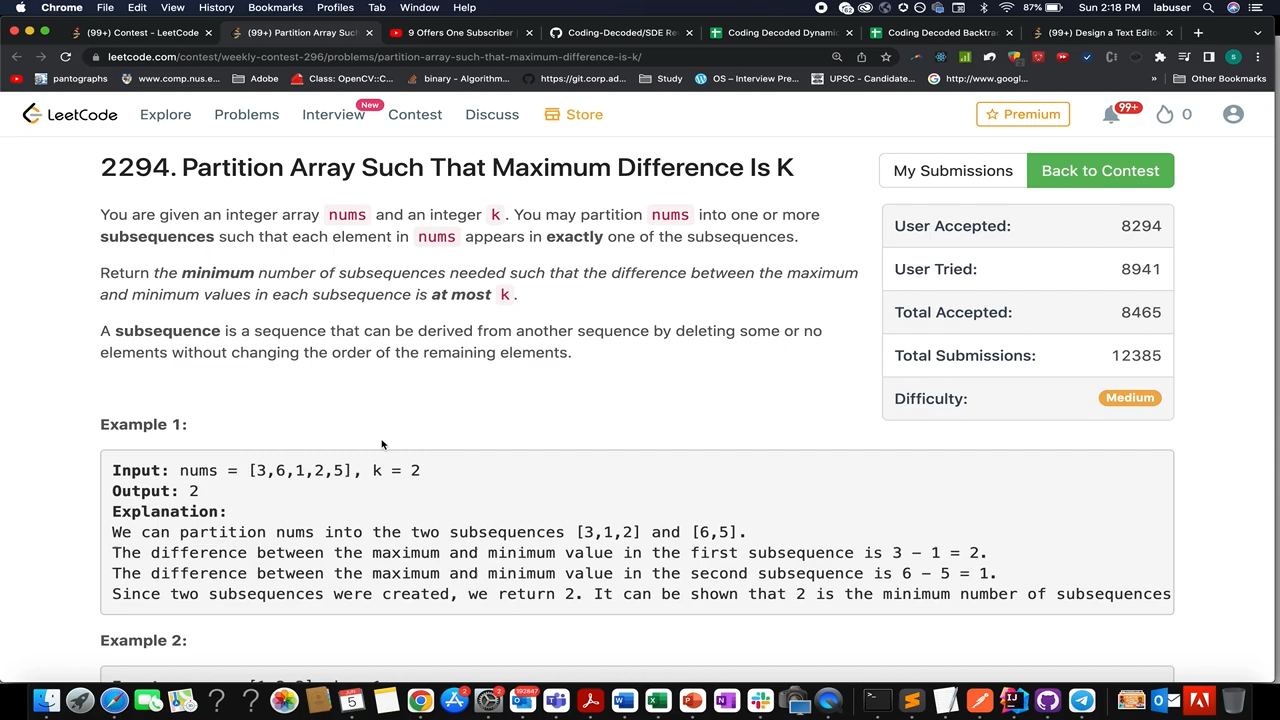 Chrome File Edit View History Bookmarks Profiles Tab Window Help 62 87% Sun 2:18 PM labuser
(99+) Contest - LeetCode (99+) Partition Array Suc 9 Offers One Subscriber Coding-Decoded/SDE Re Coding Decoded Dynamic Coding Decoded Backtrac (99+) Design a Text Editor
leetcode.com/contest/weekly-contest-296/problems/partition-array-such-that-maximum-difference-is-k/
pantographs www.comp.nus.e... Adobe Class: OpenCV::C... binary - Algorithm... https://git.corp.ad... Study OS – Interview Pre... UPSC - Candidate... http://www.googl... » Other Bookmarks
LeetCode Explore Problems Interview New Contest Discuss Store Premium 99+ 0
2294. Partition Array Such That Maximum Difference Is K
My Submissions Back to Contest
You are given an integer array nums and an integer k. You may partition nums into one or more
subsequences such that each element in nums appears in exactly one of the subsequences.
Return the minimum number of subsequences needed such that the difference between the maximum
and minimum values in each subsequence is at most k.
A subsequence is a sequence that can be derived from another sequence by deleting some or no
elements without changing the order of the remaining elements.
User Accepted: 8294
User Tried: 8941
Total Accepted: 8465
Total Submissions: 12385
Difficulty: Medium
Example 1:
Input: nums = [3,6,1,2,5], k = 2
Output: 2
Explanation:
We can partition nums into the two subsequences [3,1,2] and [6,5].
The difference between the maximum and minimum value in the first subsequence is 3 - 1 = 2.
The difference between the maximum and minimum value in the second subsequence is 6 - 5 = 1.
Since two subsequences were created, we return 2. It can be shown that 2 is the minimum number of subsequences
Example 2: